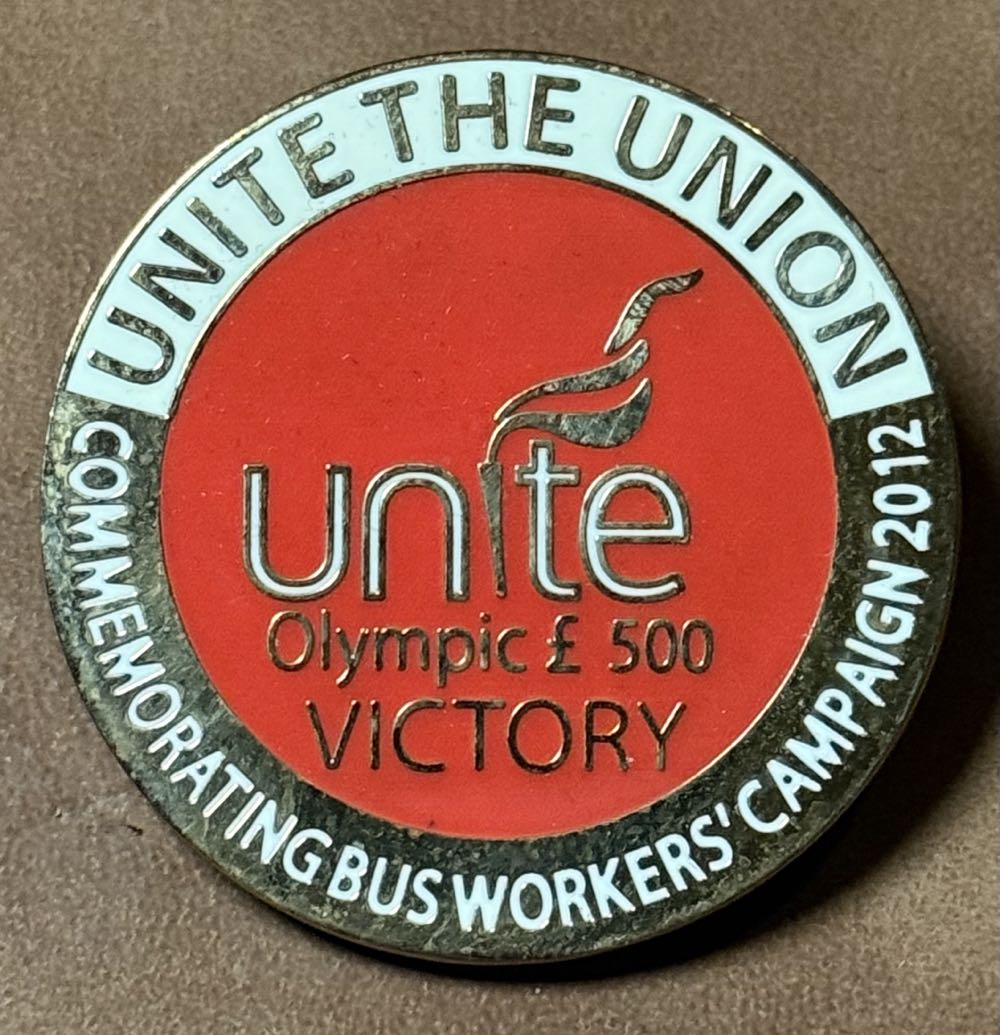 UNITE THE UNION
unite
Olympic £ 500
VICTORY
COMMEMORATING BUS WORKERS' CAMPAIGN 2012